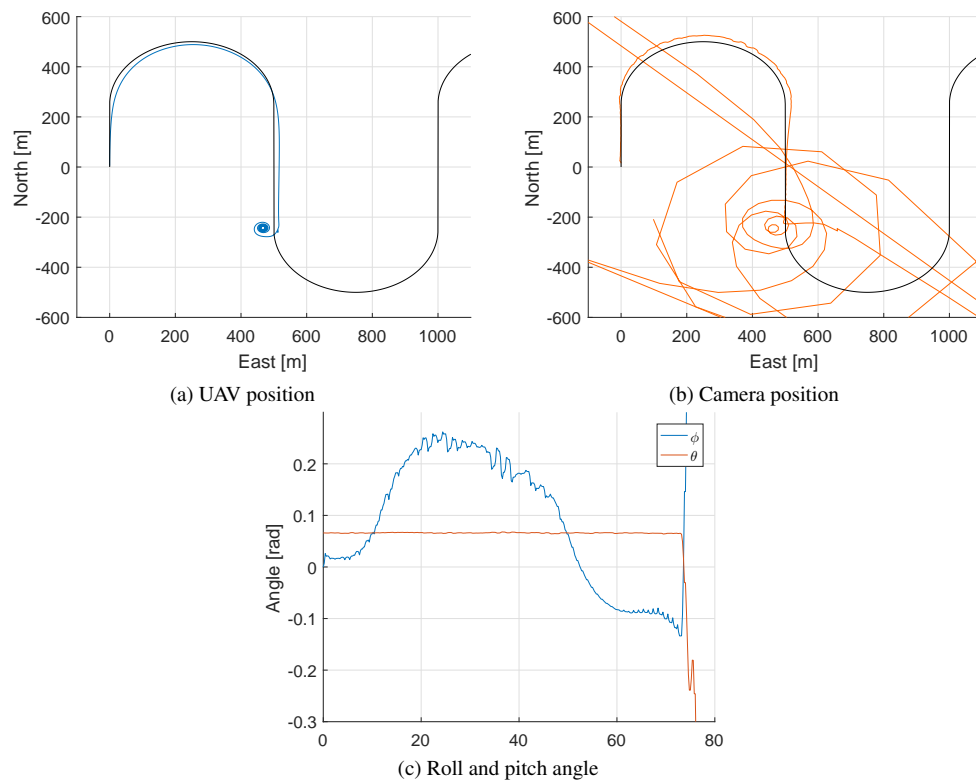 600
400
200
0
-200
-400
-600
North [m]
0 200 400 600 800 1000
East [m]
(a) UAV position
600
400
200
0
-200
-400
-600
North [m]
0 200 400 600 800 1000
East [m]
(b) Camera position
0.2
0.1
0
-0.1
-0.2
-0.3
Angle [rad]
ϕ
θ
0 20 40 60 80
(c) Roll and pitch angle